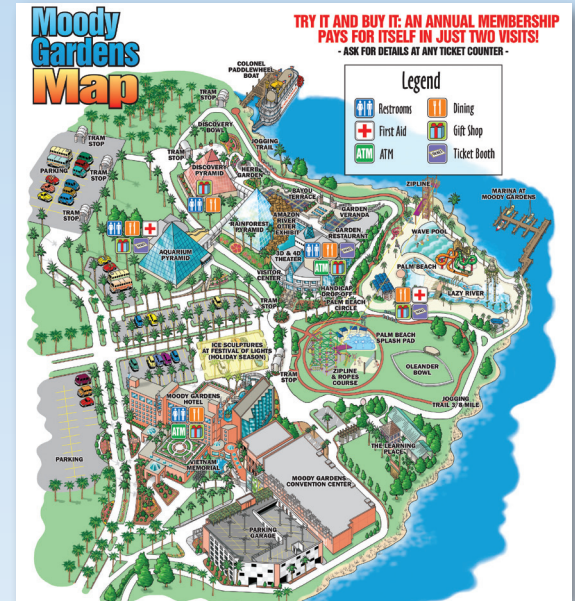 Moody
Gardens
Map
TRY IT AND BUY IT: AN ANNUAL MEMBERSHIP
PAYS FOR ITSELF IN JUST TWO VISITS!
- ASK FOR DETAILS AT ANY TICKET COUNTER -
Legend
Restrooms
Dining
First Aid
Gift Shop
ATM
ATM
Ticket Booth
COLONEL
PADDLEWHEEL
BOAT
TRAM
STOP
DISCOVERY
BOWL
JOGGING
TRAIL
TRAM
STOP
TRAM
STOP
PARKING
TRAM
STOP
TRAM
STOP
DISCOVERY
PYRAMID
HERB
GARDEN
BAYOU
TERRACE
ZIPLINE
MARINA AT
MOODY GARDENS
RAINFOREST
PYRAMID
AMAZON
RIVER
OTTER
EXHIBIT
GARDEN
VERANDA
GARDEN
RESTAURANT
WAVE POOL
AQUARIUM
PYRAMID
3D & 4D
THEATER
ATM
PALM BEACH
VISITOR
CENTER
LAZY RIVER
HANDICAP
DROP-OFF
PALM BEACH
CIRCLE
TRAM
STOP
ICE SCULPTURES
AT FESTIVAL OF LIGHTS
(HOLIDAY SEASON)
PALM BEACH
SPLASH PAD
ZIPLINE
& ROPES
COURSE
OLEANDER
BOWL
TRAM
STOP
MOODY GARDENS
HOTEL
ATM
JOGGING
TRAIL 3/8 MILE
THE LEARNING
PLACE
PARKING
VIETNAM
MEMORIAL
MOODY GARDENS
CONVENTION CENTER
PARKING
GARAGE